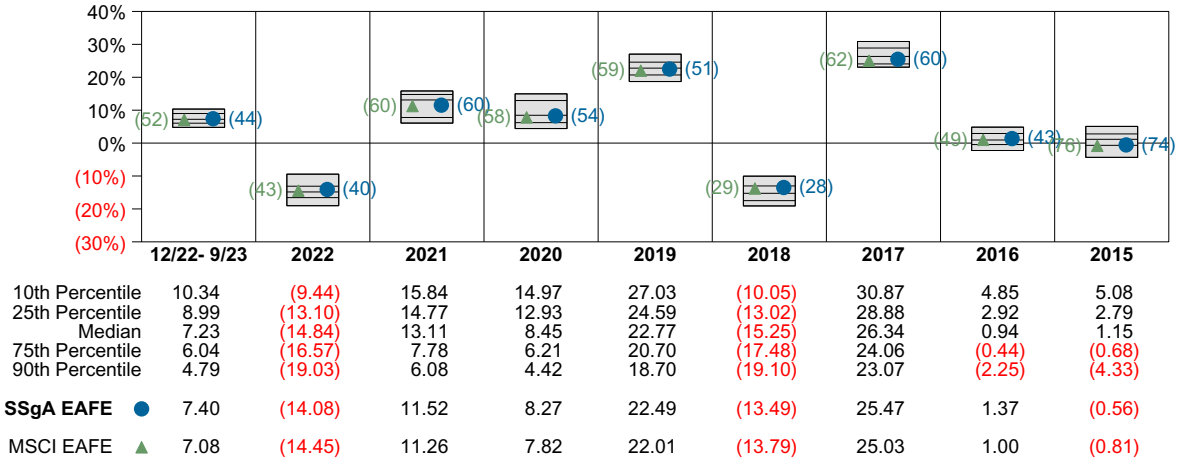 40%
30%
20%
10%
0%
(10%)
(20%)
(30%)
(52) (44)
(43) (40)
(60) (60)
(58) (54)
(59) (51)
(29) (28)
(62) (60)
(49) (43)
(76) (74)
12/22- 9/23 2022 2021 2020 2019 2018 2017 2016 2015
10th Percentile 10.34 (9.44) 15.84 14.97 27.03 (10.05) 30.87 4.85 5.08
25th Percentile 8.99 (13.10) 14.77 12.93 24.59 (13.02) 28.88 2.92 2.79
Median 7.23 (14.84) 13.11 8.45 22.77 (15.25) 26.34 0.94 1.15
75th Percentile 6.04 (16.57) 7.78 6.21 20.70 (17.48) 24.06 (0.44) (0.68)
90th Percentile 4.79 (19.03) 6.08 4.42 18.70 (19.10) 23.07 (2.25) (4.33)
SSgA EAFE 7.40 (14.08) 11.52 8.27 22.49 (13.49) 25.47 1.37 (0.56)
MSCI EAFE 7.08 (14.45) 11.26 7.82 22.01 (13.79) 25.03 1.00 (0.81)